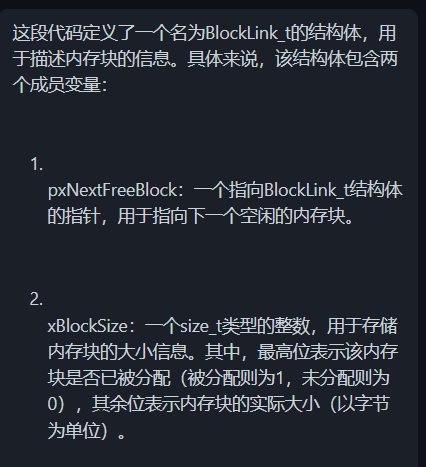 这段代码定义了一个名为BlockLink_t的结构体，用
于描述内存块的信息。具体来说，该结构体包含两
个成员变量：
1.
pxNextFreeBlock：一个指向BlockLink_t结构体
的指针，用于指向下一个空闲的内存块。
2.
xBlockSize：一个size_t类型的整数，用于存储
内存块的大小信息。其中，最高位表示该内存
块是否已被分配（被分配则为1，未分配则为
0），其余位表示内存块的实际大小（以字节
为单位）。